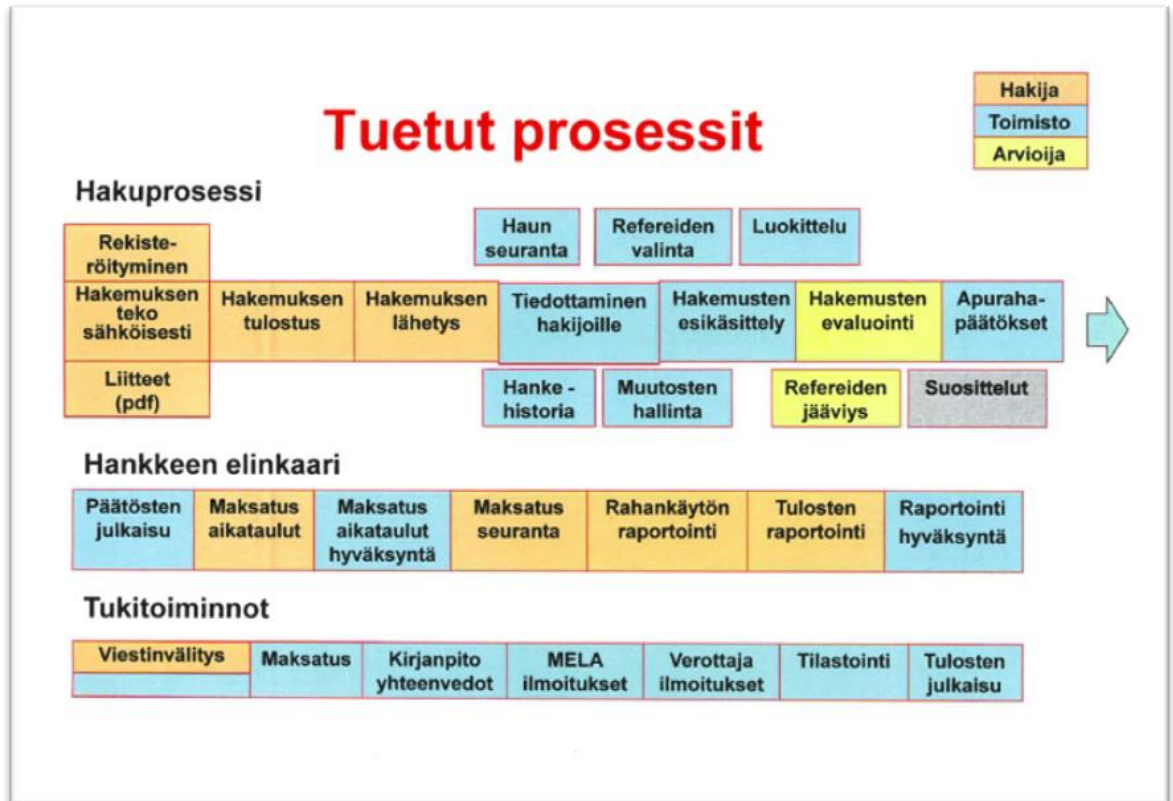 Hakija
Toimisto
Arvioija
Tuetut prosessit
Hakuprosessi
Haun
seuranta
Refereiden
valinta
Luokittelu
Rekiste-
röityminen
Hakemuksen
teko
sähköisesti
Hakemuksen
tulostus
Hakemuksen
lähetys
Tiedottaminen
hakijoille
Hakemusten
esikäsittely
Hakemusten
evaluointi
Apuraha-
päätökset
Liitteet
(pdf)
Hanke -
historia
Muutosten
hallinta
Refereiden
jääviys
Suosittelut
Hankkeen elinkaari
Päätösten
julkaisu
Maksatus
aikataulut
Maksatus
aikataulut
hyväksyntä
Maksatus
seuranta
Rahankäytön
raportointi
Tulosten
raportointi
Raportointi
hyväksyntä
Tukitoiminnot
Viestinvälitys
Maksatus
Kirjanpito
yhteenvedot
MELA
ilmoitukset
Verottaja
ilmoitukset
Tilastointi
Tulosten
julkaisu